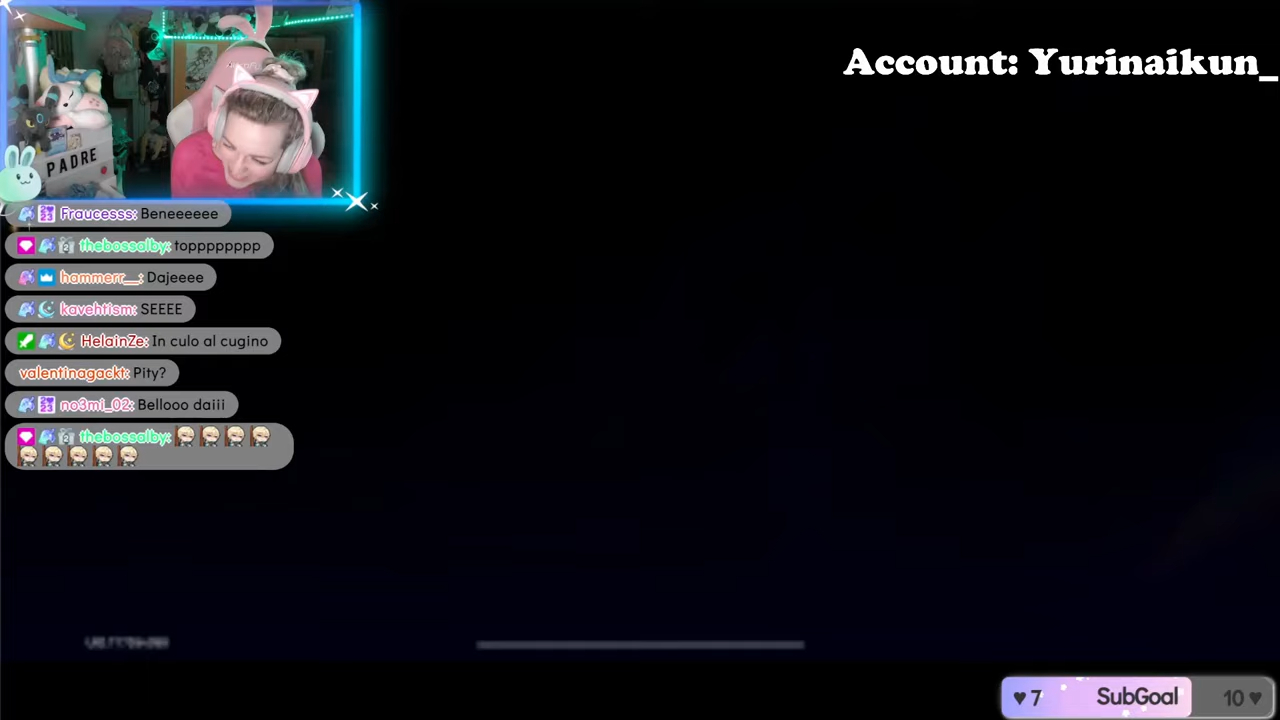 Account: Yurinaikun_
PADRE
Fraucesss: Beneeeeee
thebossalby: topppppppp
hammerr__: Dajeeee
kavehtism: SEEEE
HelainZe: In culo al cugino
valentinagackt: Pity?
no3mi_02: Bellooo daiii
thebossalby:
♥ 7 SubGoal 10 ♥